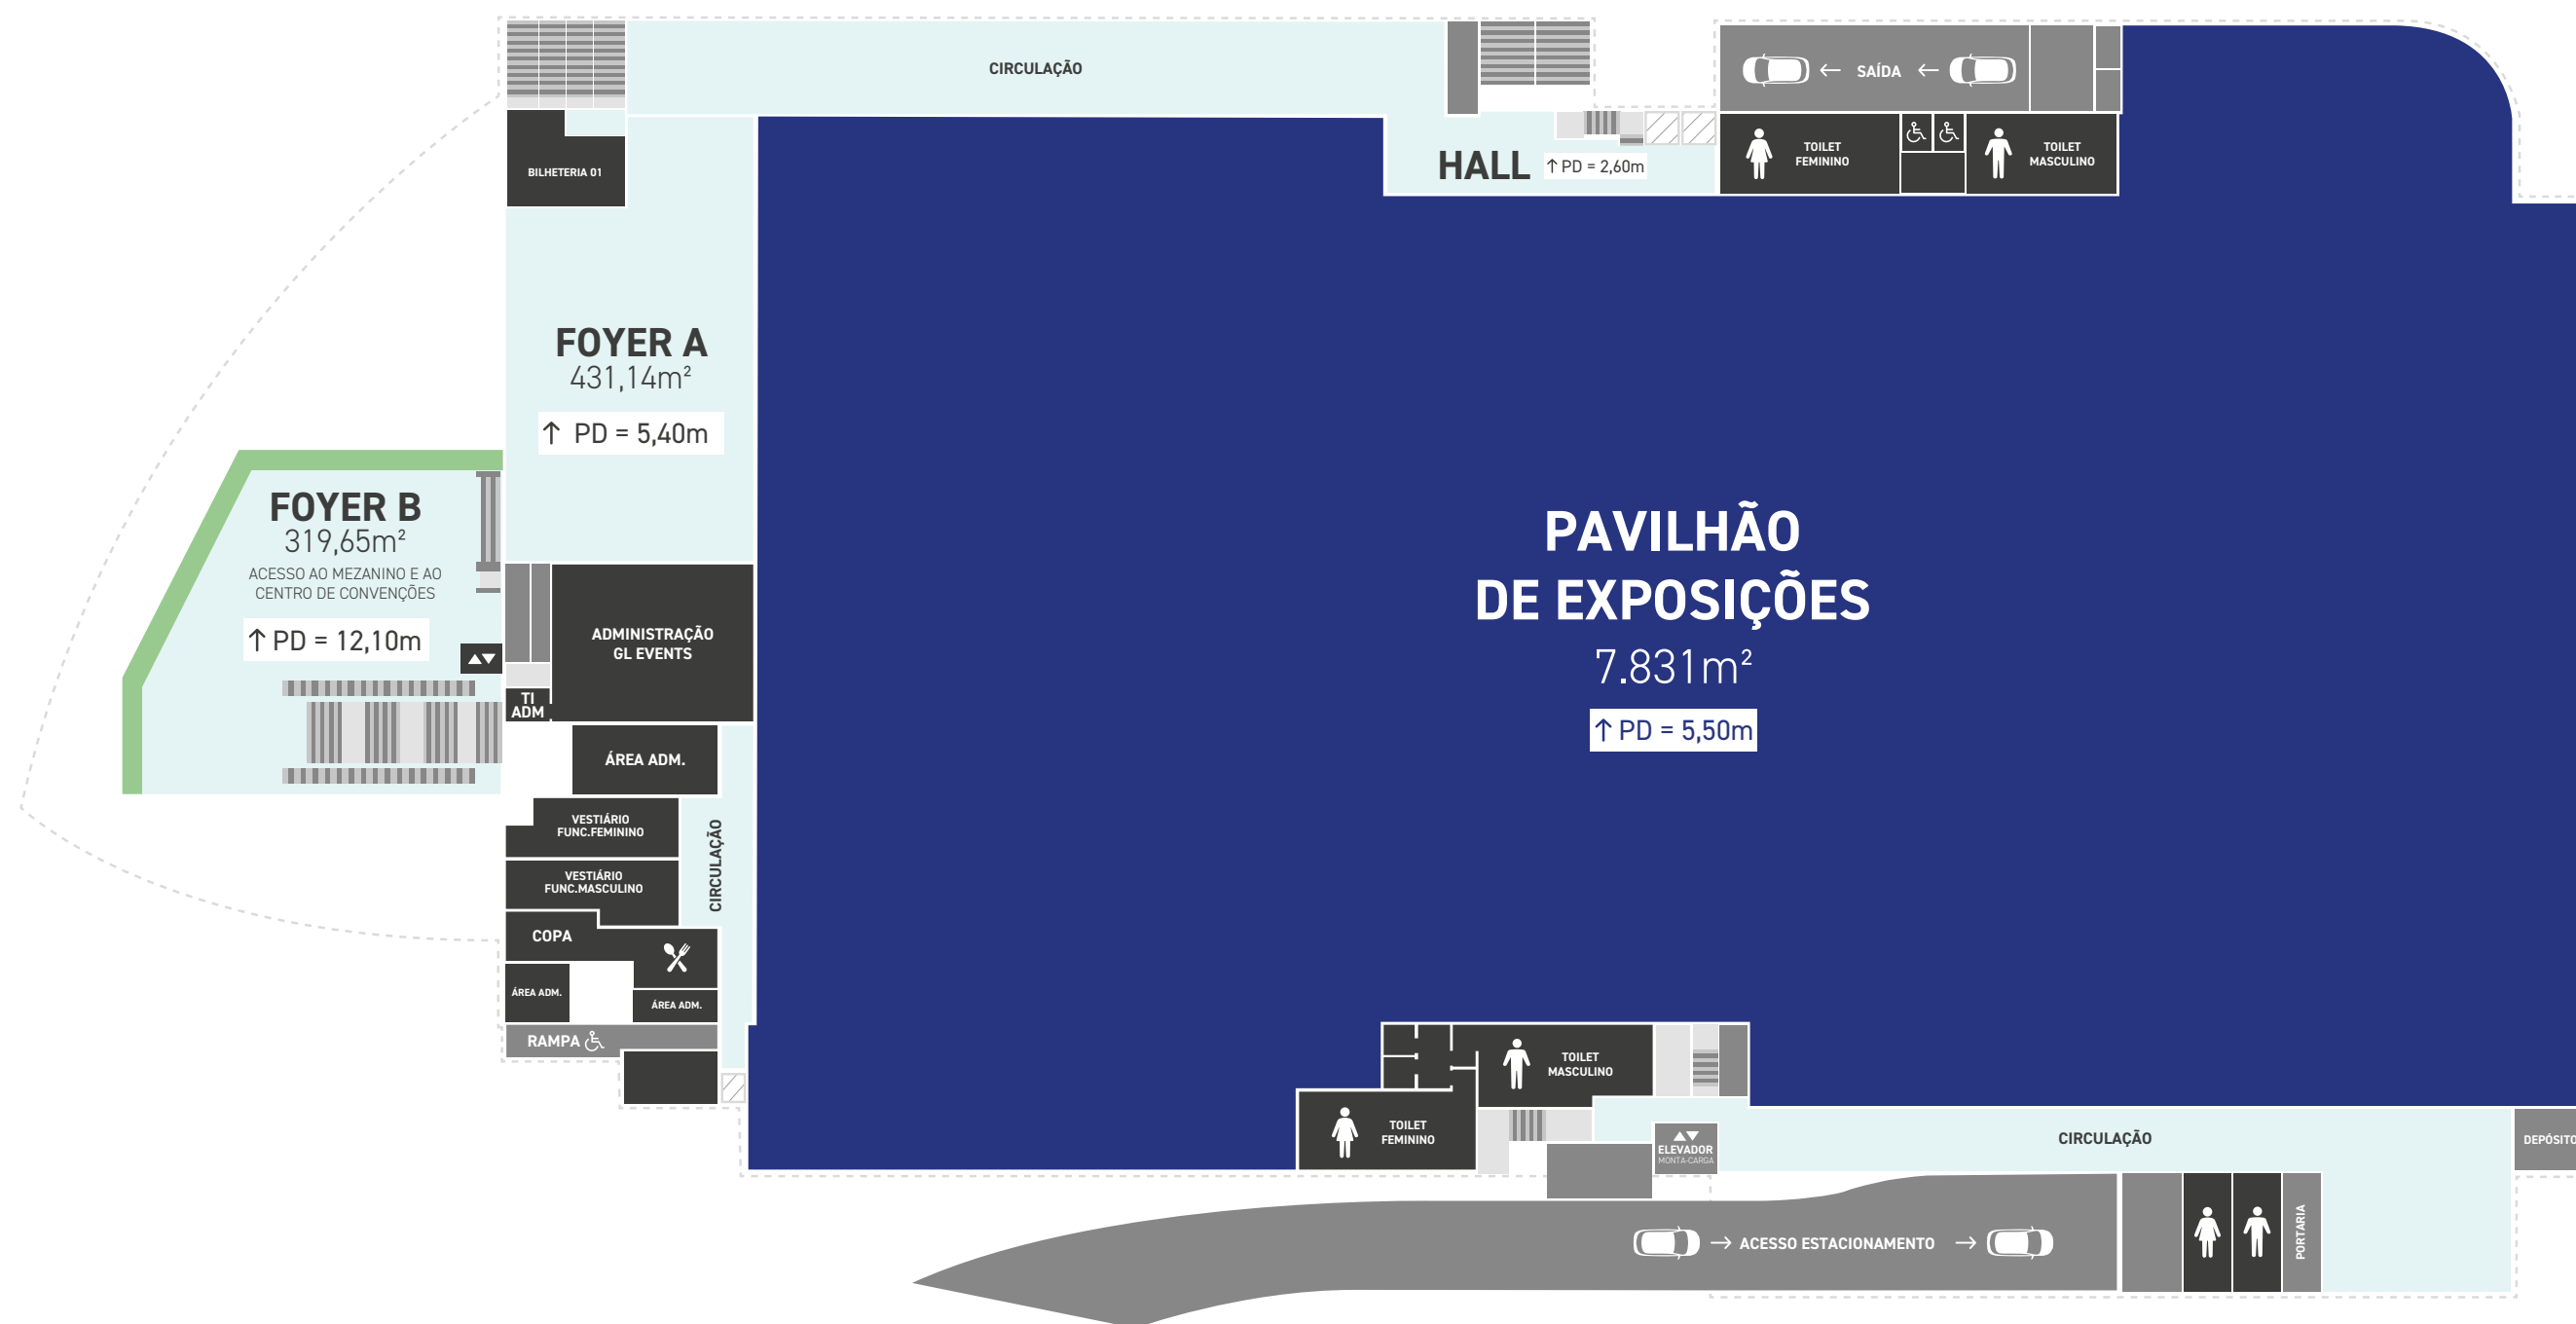 CIRCULAÇÃO
SAÍDA
BILHETERIA 01
HALL
↑ PD = 2,60m
TOILET
FEMININO
TOILET
MASCULINO
FOYER A
431,14m²
↑ PD = 5,40m
FOYER B
319,65m²
ACESSO AO MEZANINO E AO
CENTRO DE CONVENÇÕES
↑ PD = 12,10m
ADMINISTRAÇÃO
GL EVENTS
TI
ADM
PAVILHÃO
DE EXPOSIÇÕES
7.831m²
↑ PD = 5,50m
ÁREA ADM.
VESTIÁRIO
FUNC.FEMININO
VESTIÁRIO
FUNC.MASCULINO
CIRCULAÇÃO
COPA
ÁREA ADM.
ÁREA ADM.
RAMPA
TOILET
MASCULINO
TOILET
FEMININO
ELEVADOR
MONTA-CARGA
CIRCULAÇÃO
DEPÓSITO
ACESSO ESTACIONAMENTO
PORTARIA